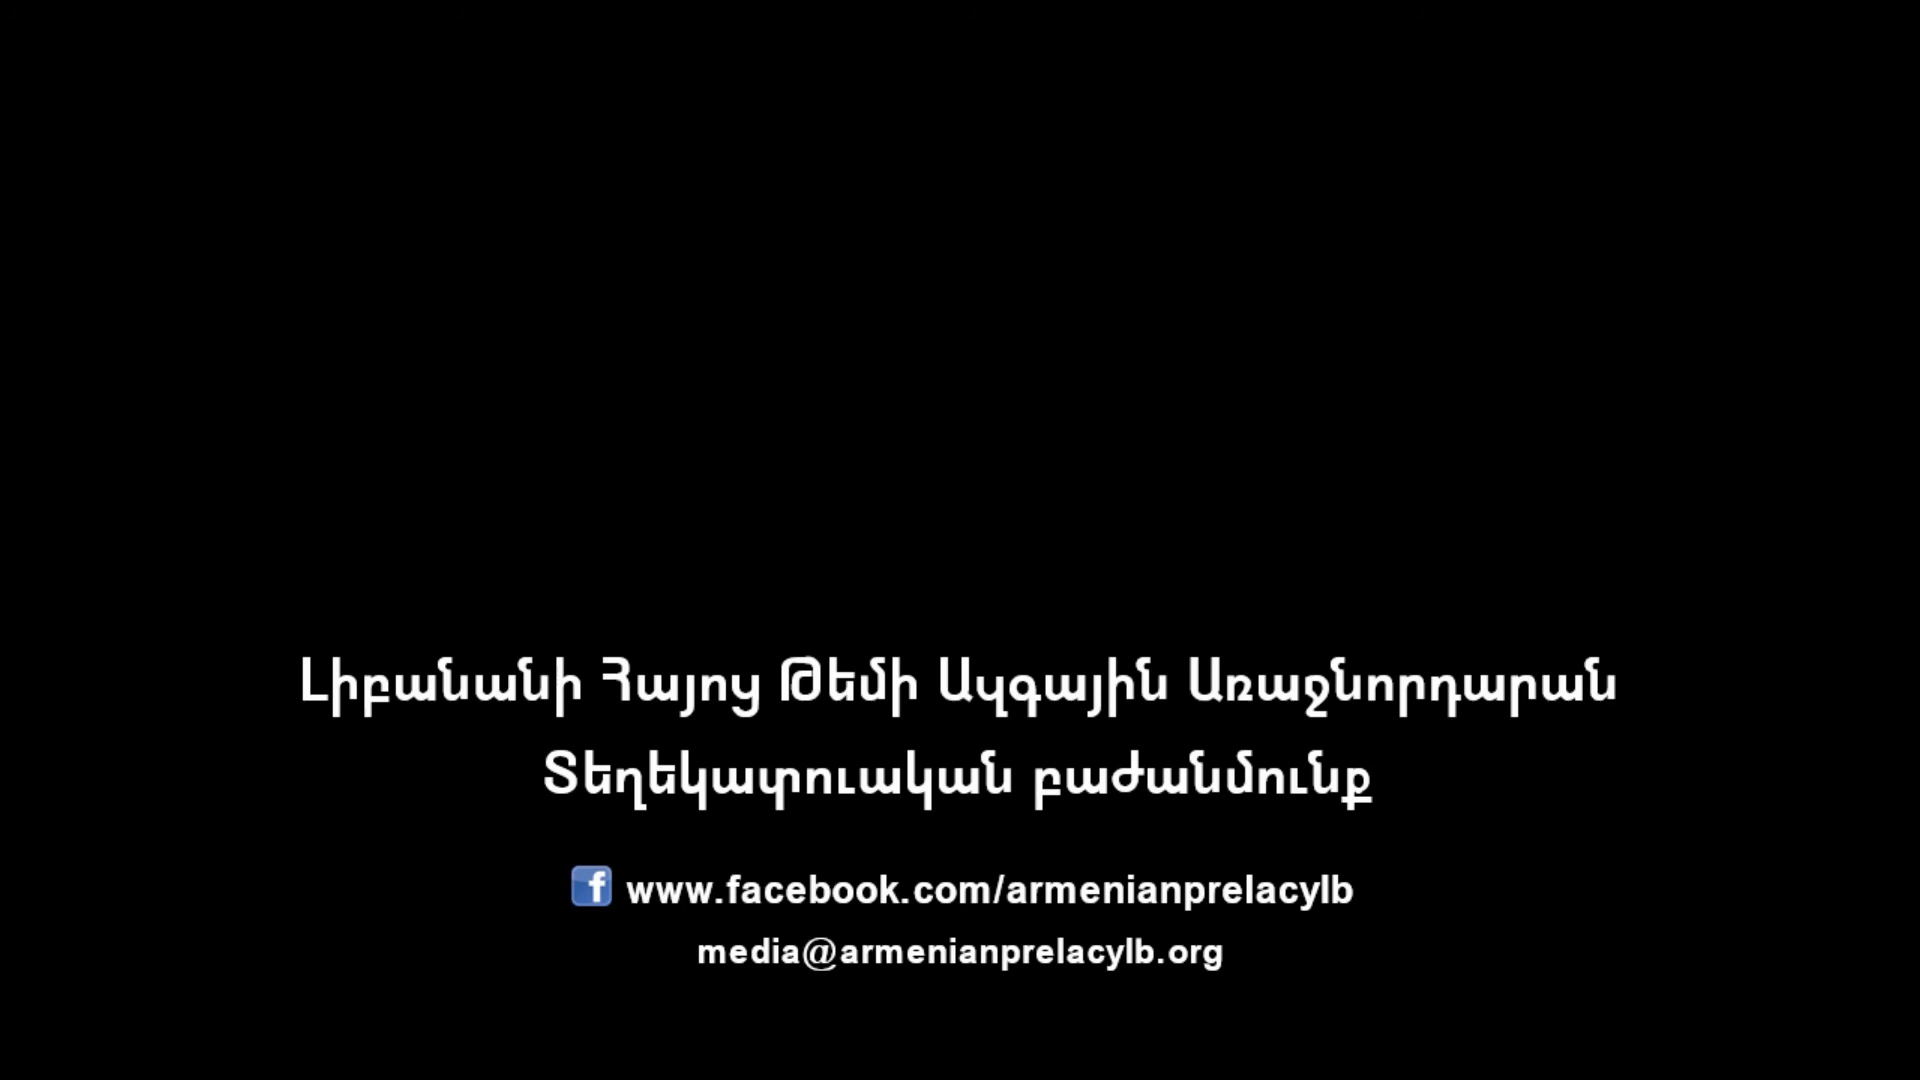 Լիբանանի Հայոց Թեմի Ազգային Առաջնորդարան
Տեղեկատուական բաժանմունք
www.facebook.com/armenianprelacylb
media@armenianprelacylb.org